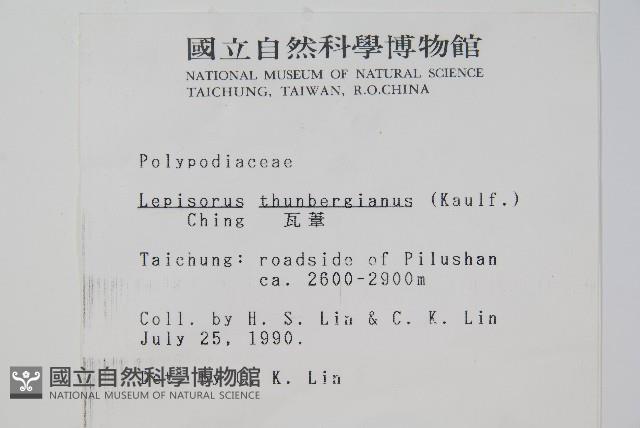 國立自然科學博物館
NATIONAL MUSEUM OF NATURAL SCIENCE
TAICHUNG, TAIWAN, R.O.CHINA
Polypodiaceae
Lepisorus thunbergianus (Kaulf.)
Ching 瓦葦
Taichung: roadside of Pilushan
ca. 2600-2900m
Coll. by H. S. Lin & C. K. Lin
July 25, 1990.
K. Lin
國立自然科學博物館
NATIONAL MUSEUM OF NATURAL SCIENCE